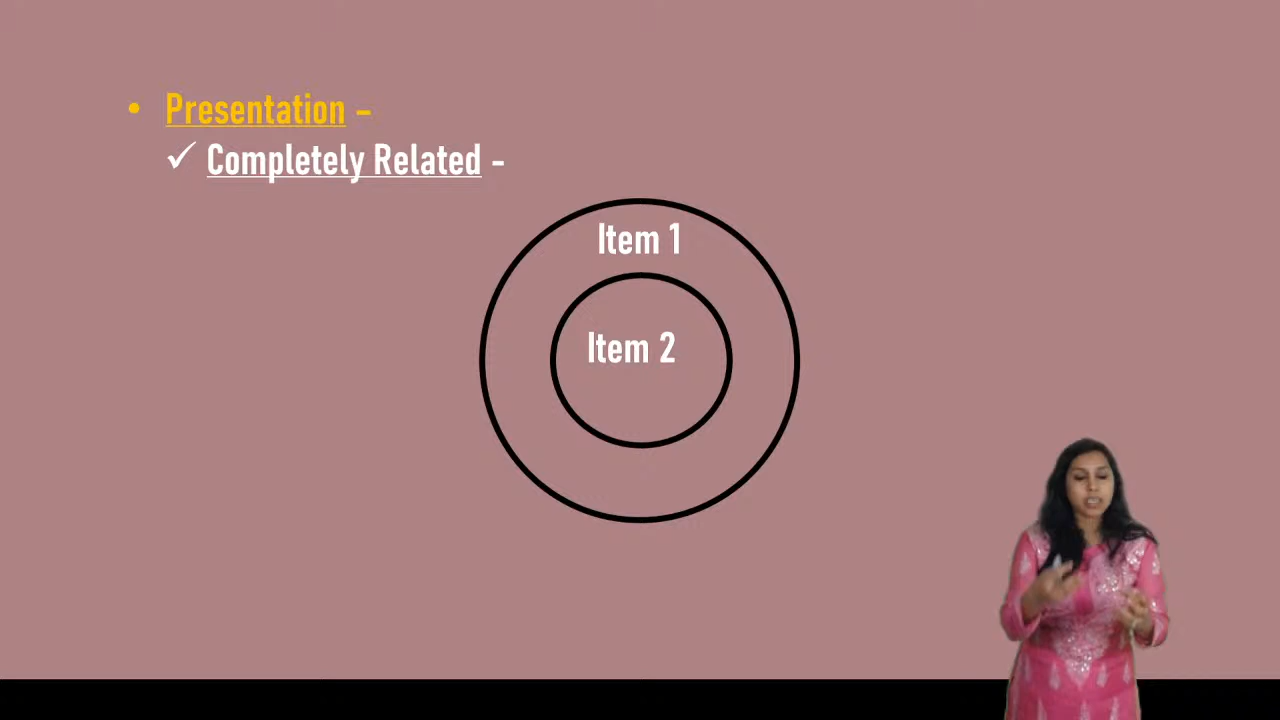 • Presentation -
✓ Completely Related -
Item 1
Item 2